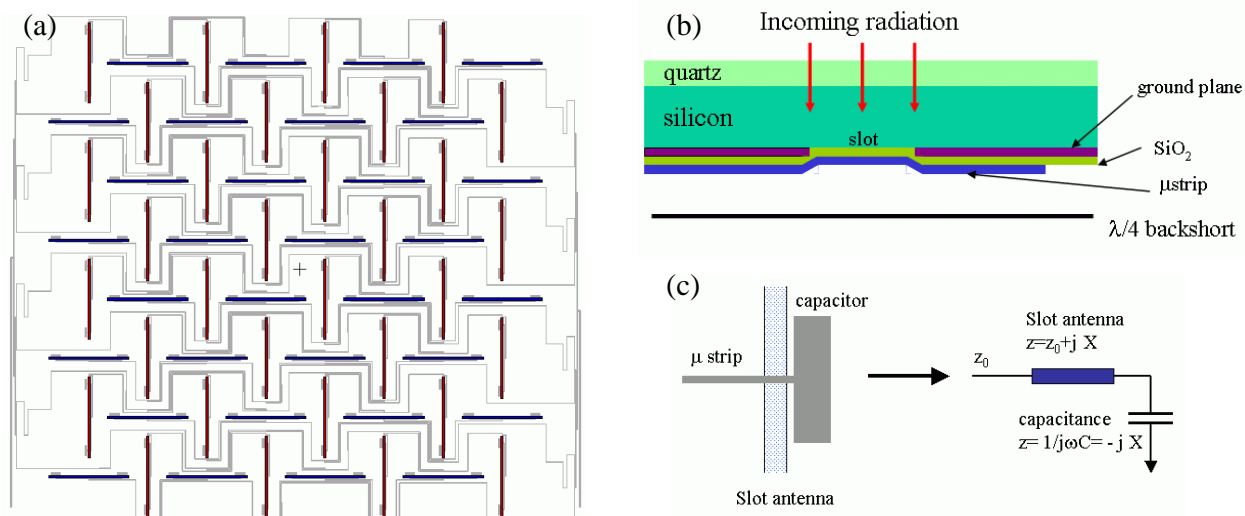 (a)
(b)
Incoming radiation
quartz
silicon
slot
ground plane
SiO₂
μstrip
λ/4 backshort
(c)
capacitor
μ strip
Slot antenna
Slot antenna
z=z₀+j X
z₀
capacitance
z= 1/jωC= -j X